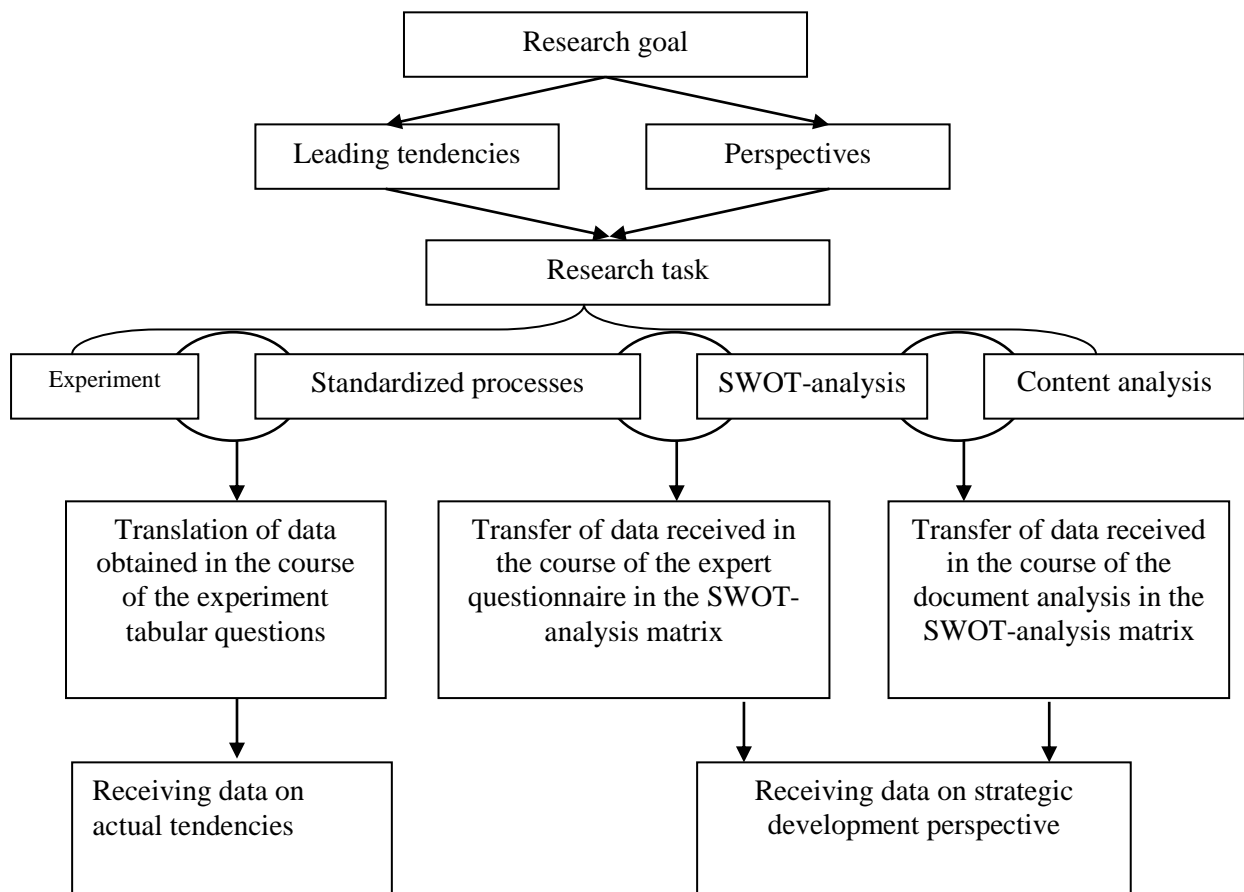 Research goal
Leading tendencies
Perspectives
Research task
Experiment
Standardized processes
SWOT-analysis
Content analysis
Translation of data
obtained in the course
of the experiment
tabular questions
Transfer of data received in
the course of the expert
questionnaire in the SWOT-
analysis matrix
Transfer of data received
in the course of the
document analysis in the
SWOT-analysis matrix
Receiving data on
actual tendencies
Receiving data on strategic
development perspective